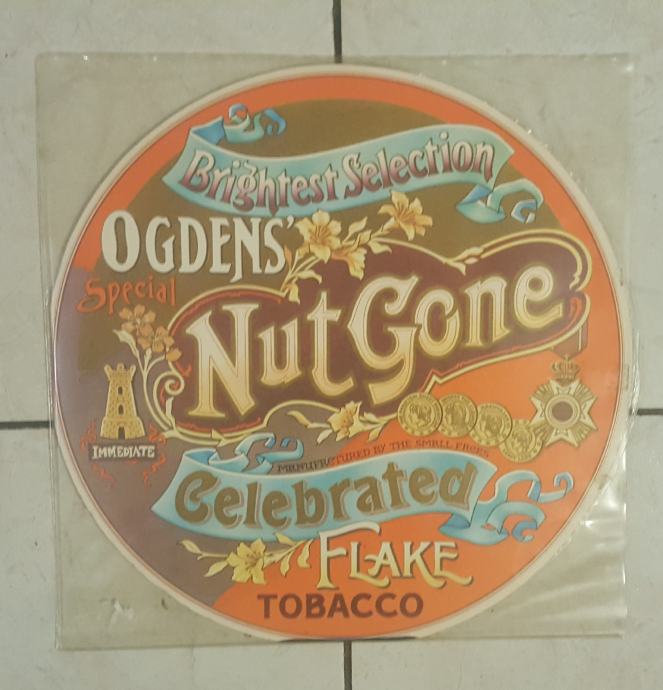 Brightest Selection
OGDENS'
Special
Nut Gone
IMMEDIATE
MANUFACTURED BY THE SMALL FACES
Celebrated
FLAKE
TOBACCO